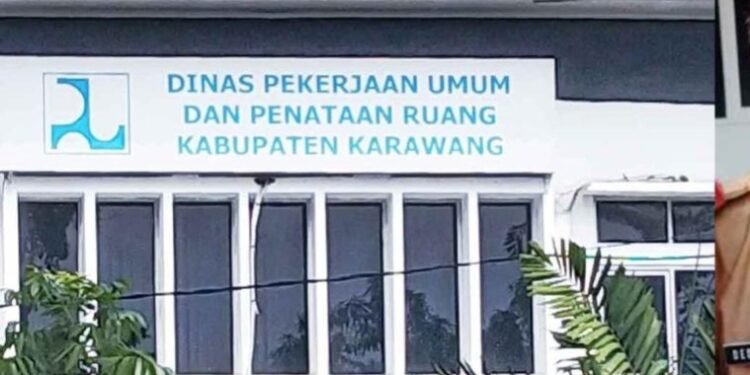 DINAS PEKERJAAN UMUM
DAN PENATAAN RUANG
KABUPATEN KARAWANG